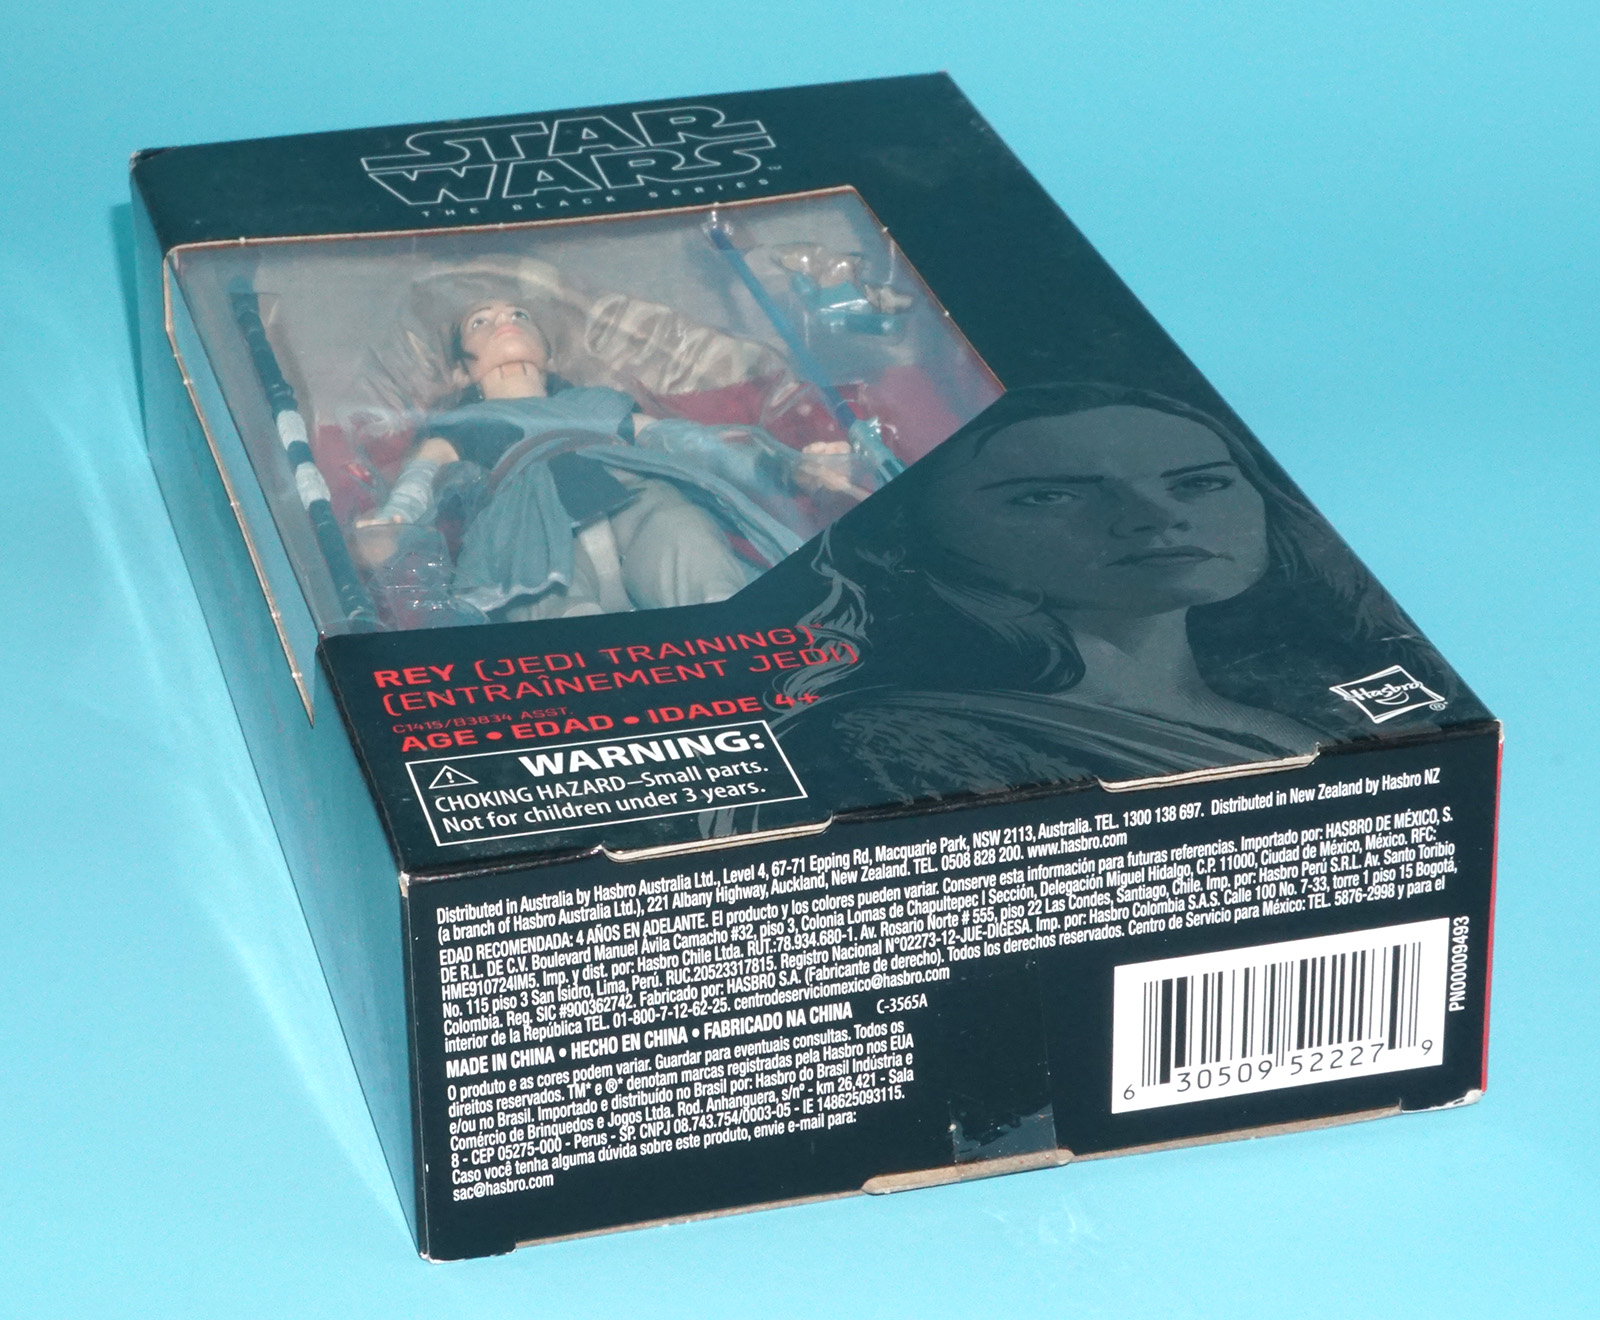 STAR
WARS™
THE BLACK SERIES
REY (JEDI TRAINING)
(ENTRAÎNEMENT JEDI)
C1415/B3834 ASST.
AGE • EDAD • IDADE 4+
WARNING:
CHOKING HAZARD–Small parts.
Not for children under 3 years.
Hasbro®
Distributed in Australia by Hasbro Australia Ltd., Level 4, 67-71 Epping Rd, Macquarie Park, NSW 2113, Australia. TEL. 1300 138 697. Distributed in New Zealand by Hasbro NZ
(a branch of Hasbro Australia Ltd.), 221 Albany Highway, Auckland, New Zealand. TEL. 0508 828 200. www.hasbro.com
EDAD RECOMENDADA: 4 AÑOS EN ADELANTE. El producto y los colores pueden variar. Conserve esta información para futuras referencias. Importado por: HASBRO DE MÉXICO, S.
DE R.L. DE C.V. Boulevard Manuel Ávila Camacho #32, piso 3, Colonia Lomas de Chapultepec I Sección, Delegación Miguel Hidalgo, C.P. 11000, Ciudad de México, México. RFC:
HME910724IM5. Imp. y dist. por: Hasbro Chile Ltda. RUT.:78.934.680-1. Av. Rosario Norte # 555, piso 22 Las Condes, Santiago, Chile. Imp. por: Hasbro Perú S.R.L. Av. Santo Toribio
No. 115 piso 3 San Isidro, Lima, Perú. RUC.20523317815. Registro Nacional N°02273-12-JUE-DIGESA. Imp. por: Hasbro Colombia S.A.S. Calle 100 No. 7-33, torre 1 piso 15 Bogotá,
Colombia. Reg. SIC #900362742. Fabricado por: HASBRO S.A. (Fabricante de derecho). Todos los derechos reservados. Centro de Servicio para México: TEL. 5876-2998 y para el
interior de la República TEL. 01-800-7-12-62-25. centrodeserviciomexico@hasbro.com
MADE IN CHINA • HECHO EN CHINA • FABRICADO NA CHINA C-3565A
O produto e as cores podem variar. Guardar para eventuais consultas. Todos os
direitos reservados. TM* e ®* denotam marcas registradas pela Hasbro nos EUA
e/ou no Brasil. Importado e distribuído no Brasil por: Hasbro do Brasil Indústria e
Comércio de Brinquedos e Jogos Ltda. Rod. Anhanguera, s/nº - km 26,421 - Sala
8 - CEP 05275-000 - Perus - SP. CNPJ 08.743.754/0003-05 - IE 148625093115.
Caso você tenha alguma dúvida sobre este produto, envie e-mail para:
sac@hasbro.com
6 30509 52227 9
PN00009493